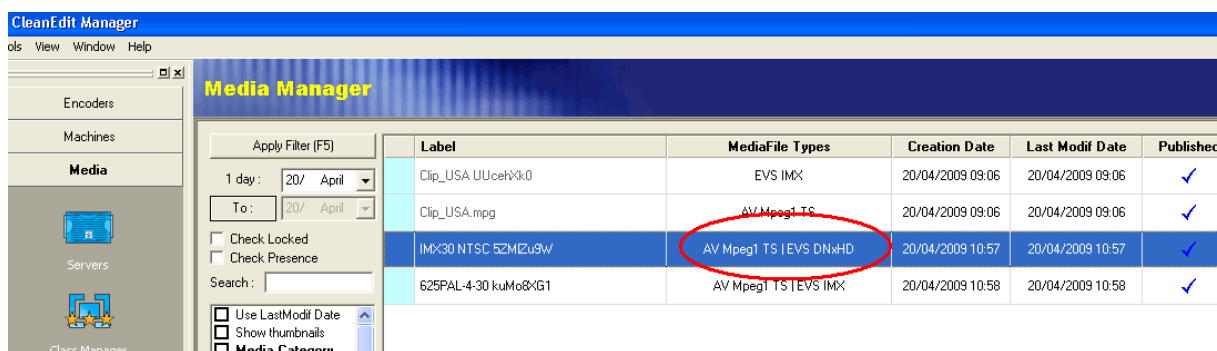 CleanEdit Manager
ols View Window Help
Media Manager
Encoders
Machines
Media
Servers
Class Manager
Apply Filter (F5)
1 day : 20/ April
To : 20/ April
Check Locked
Check Presence
Search :
Use LastModif Date
Show thumbnails
Media Category
Label MediaFile Types Creation Date Last Modif Date Published
Clip_USA UUcehXk0 EVS IMX 20/04/2009 09:06 20/04/2009 09:06
Clip_USA.mpg AV Mpeg1 TS 20/04/2009 09:06 20/04/2009 09:06
IMX30 NTSC 5ZMIZu9W AV Mpeg1 TS | EVS DNxHD 20/04/2009 10:57 20/04/2009 10:57
625PAL-4-30 kuMo8XG1 AV Mpeg1 TS | EVS IMX 20/04/2009 10:58 20/04/2009 10:58